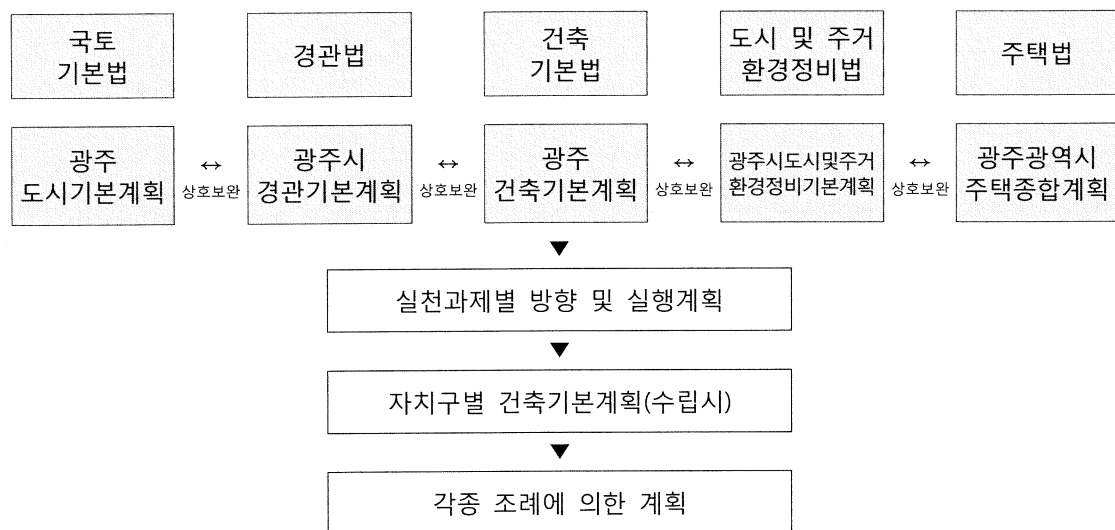 국토
기본법
경관법
건축
기본법
도시 및 주거
환경정비법
주택법
광주
도시기본계획
↔
상호보완
광주시
경관기본계획
↔
상호보완
광주
건축기본계획
↔
상호보완
광주시도시및주거
환경정비기본계획
↔
상호보완
광주광역시
주택종합계획
▼
실천과제별 방향 및 실행계획
▼
자치구별 건축기본계획(수립시)
▼
각종 조례에 의한 계획